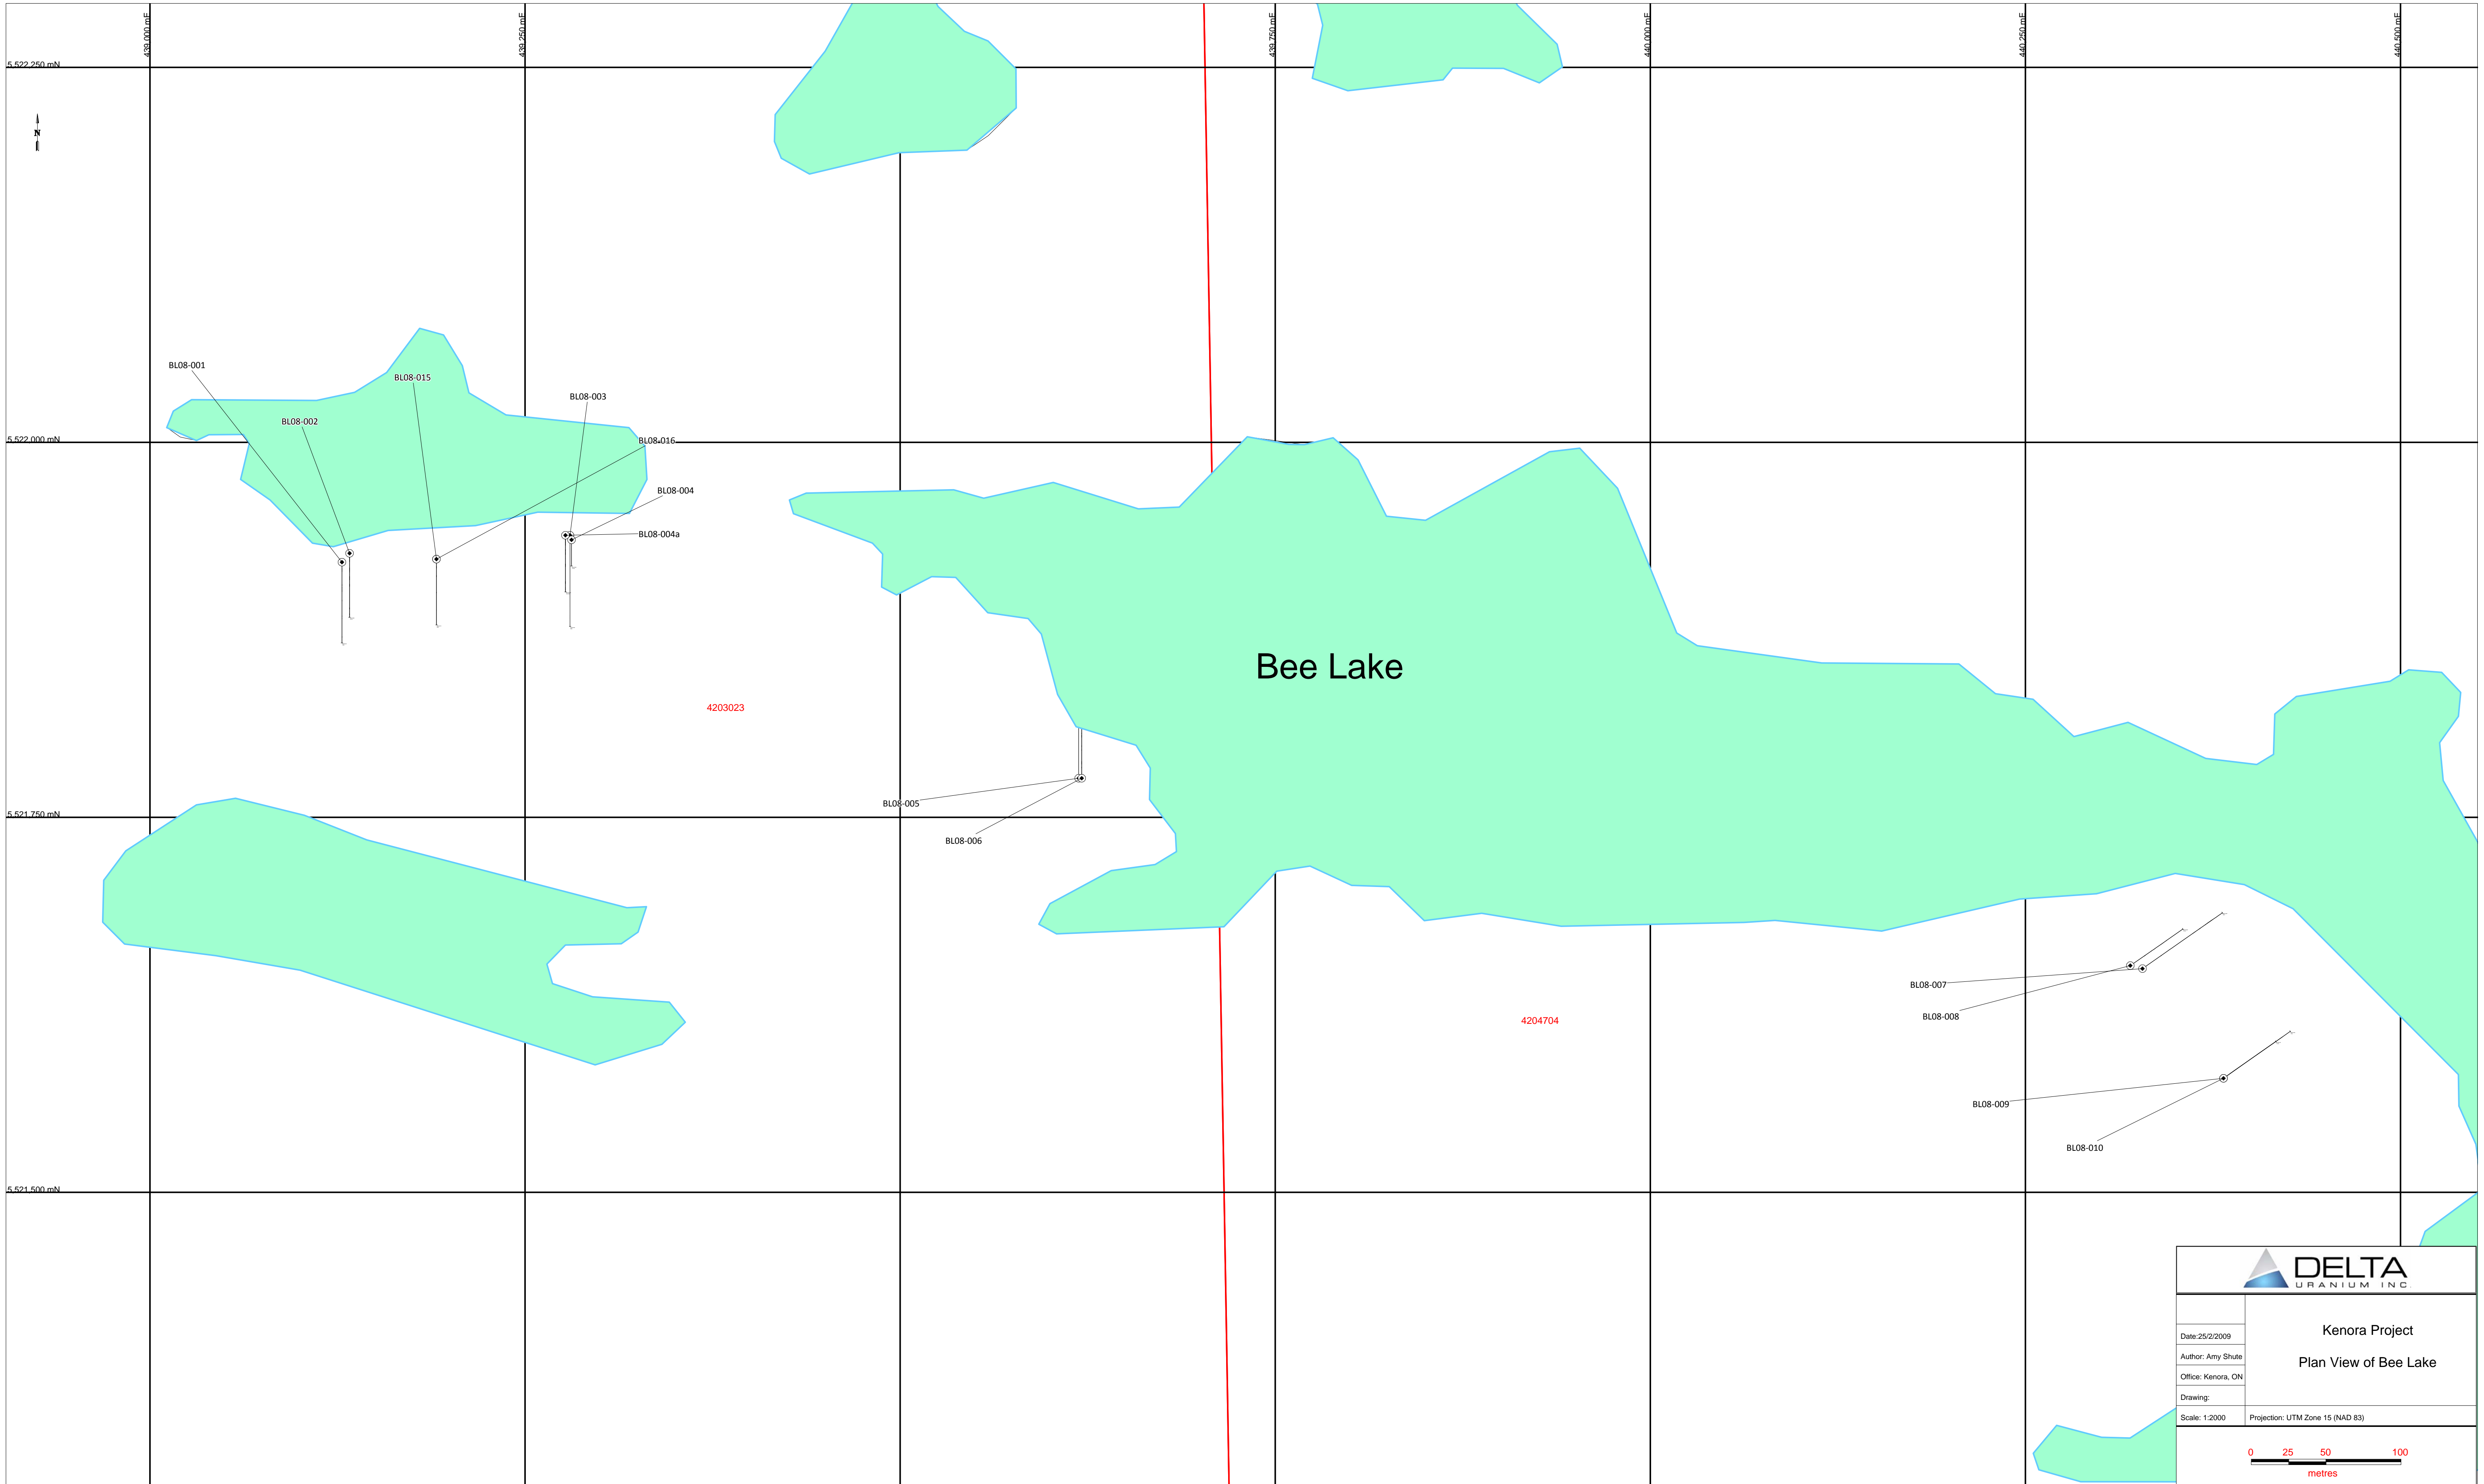 439,000 mE
439,250 mE
439,750 mE
440,000 mE
440,250 mE
440,500 mE
5,522,250 mN
N
BL08-001
BL08-015
BL08-003
BL08-002
5,522,000 mN
BL08-016
BL08-004
BL08-004a
Bee Lake
4203023
BL08-005
5,521,750 mN
BL08-006
BL08-007
BL08-008
4204704
BL08-009
BL08-010
5,521,500 mN
DELTA
URANIUM INC.
Kenora Project
Plan View of Bee Lake
Date:25/2/2009
Author: Amy Shute
Office: Kenora, ON
Drawing:
Scale: 1:2000
Projection: UTM Zone 15 (NAD 83)
0 25 50 100
metres